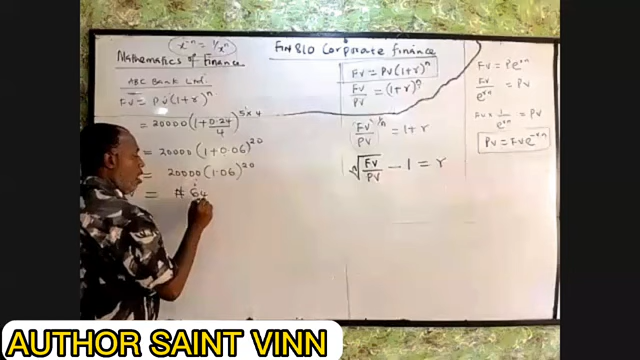 x⁻ⁿ = 1/xⁿ
Mathematics of Finance
ABC Bank Ltd.
FV = PV(1+r)ⁿ
= 20000(1+0.24/4)^5×4
= 20000(1+0.06)²⁰
= 20000(1.06)²⁰
= ₦ 64
FIN 810 Corporate finance
FV = PV(1+r)ⁿ
FV/PV = (1+r)ⁿ
(FV/PV)^1/n = 1+r
ⁿ√(FV/PV) − 1 = r
FV = Pe^rn
FV/e^rn = PV
FV × 1/e^rn = PV
PV = FVe^−rn
AUTHOR SAINT VINN